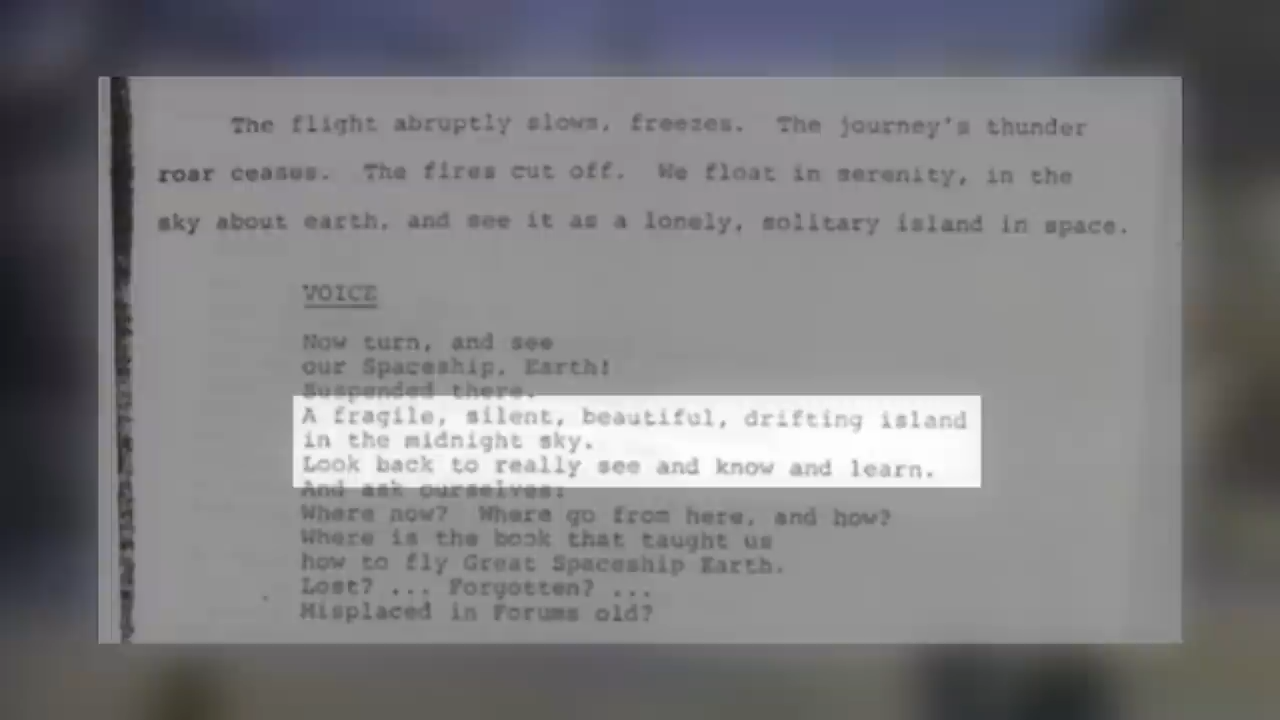 The flight abruptly slows, freezes. The journey's thunder
roar ceases. The fires cut off. We float in serenity, in the
sky about earth, and see it as a lonely, solitary island in space.
VOICE
Now turn, and see
our Spaceship, Earth!
Suspended there.
A fragile, silent, beautiful, drifting island
in the midnight sky.
Look back to really see and know and learn.
And ask ourselves:
Where now? Where go from here, and how?
Where is the book that taught us
how to fly Great Spaceship Earth.
Lost? ... Forgotten? ...
Misplaced in Forums old?